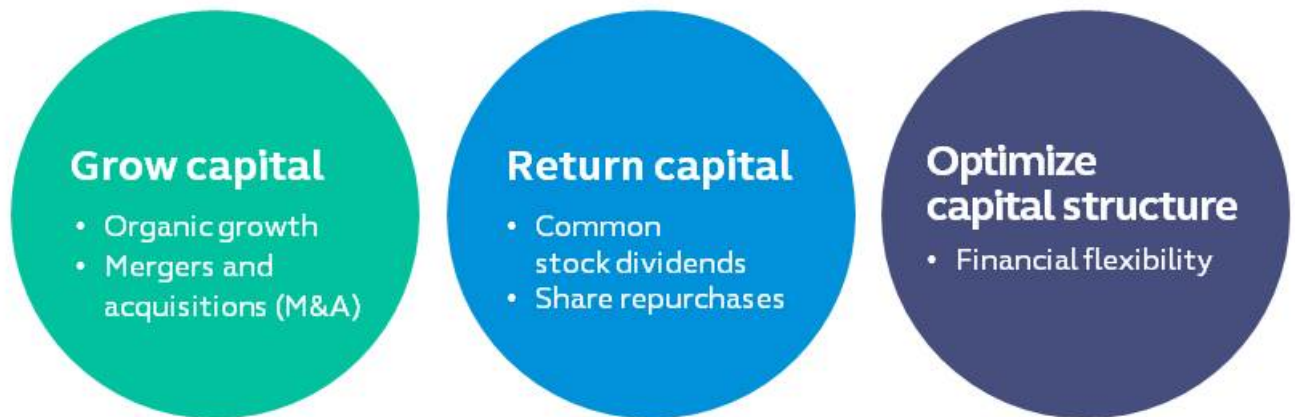 Grow capital
• Organic growth
• Mergers and
acquisitions (M&A)
Return capital
• Common
stock dividends
• Share repurchases
Optimize
capital structure
• Financial flexibility